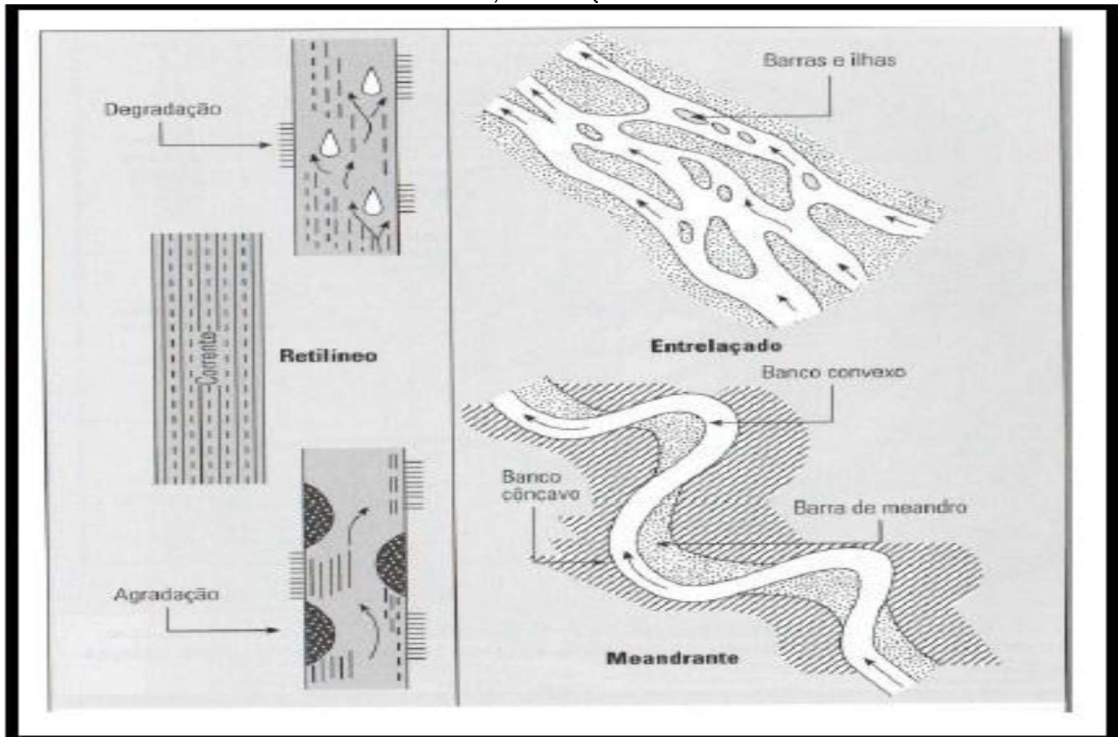 Degradação
Corrente
Retilíneo
Agradação
Barras e ilhas
Entrelaçado
Banco convexo
Banco
côncavo
Barra de meandro
Meandrante